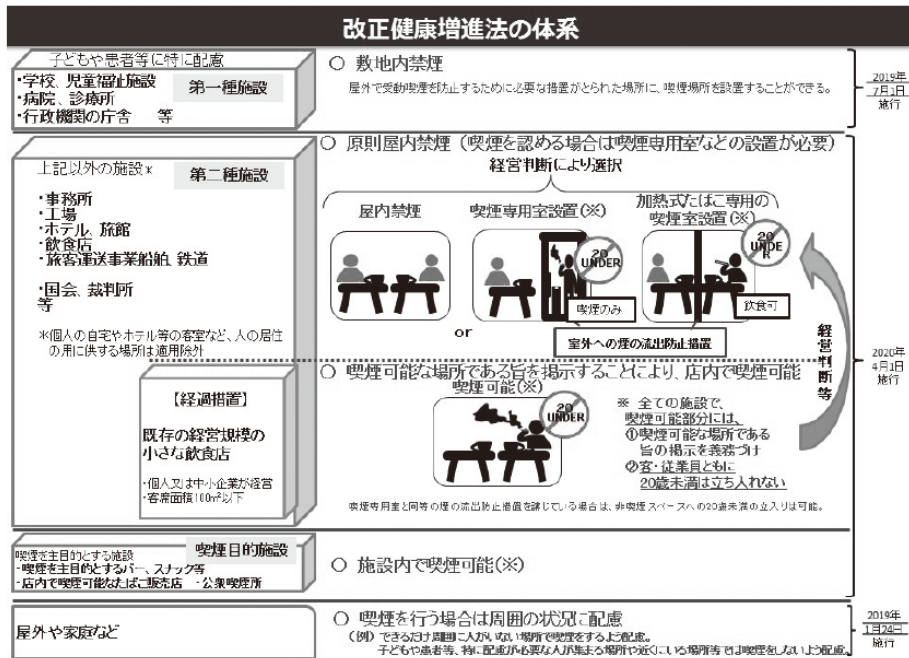 改正健康増進法の体系
子どもや患者等に特に配慮
・学校、児童福祉施設
・病院、診療所
・行政機関の庁舎　等
第一種施設
○ 敷地内禁煙
屋外で受動喫煙を防止するために必要な措置がとられた場所に、喫煙場所を設置することができる。
2019年
7月1日
施行
上記以外の施設*
第二種施設
・事務所
・工場
・ホテル、旅館
・飲食店
・旅客運送事業船舶、鉄道
・国会、裁判所
等
*個人の自宅やホテル等の客室など、人の居住
の用に供する場所は適用除外
○ 原則屋内禁煙（喫煙を認める場合は喫煙専用室などの設置が必要）
経営判断により選択
屋内禁煙
喫煙専用室設置(※)
加熱式たばこ専用の
喫煙室設置(※)
20
UNDER
20
UNDE
R
喫煙のみ
飲食可
or
室外への煙の流出防止措置
経営判断等
2020年
4月1日
施行
【経過措置】
既存の経営規模の
小さな飲食店
・個人又は中小企業が経営
・客席面積100㎡以下
○ 喫煙可能な場所である旨を掲示することにより、店内で喫煙可能
喫煙可能(※)
20
UNDER
※ 全ての施設で、
喫煙可能部分には、
①喫煙可能な場所である
旨の掲示を義務づけ
②客・従業員ともに
20歳未満は立ち入れない
喫煙専用室と同等の煙の流出防止措置を講じている場合は、非喫煙スペースへの20歳未満の立入りは可能。
喫煙を主目的とする施設
喫煙目的施設
・喫煙を主目的とするバー、スナック等
・店内で喫煙可能なたばこ販売店　・公衆喫煙所
○ 施設内で喫煙可能(※)
屋外や家庭など
○ 喫煙を行う場合は周囲の状況に配慮
（例）できるだけ周囲に人がいない場所で喫煙をするよう配慮。
子どもや患者等、特に配慮が必要な人が集まる場所や近くにいる場所等では喫煙をしないよう配慮。
2019年
1月24日
施行